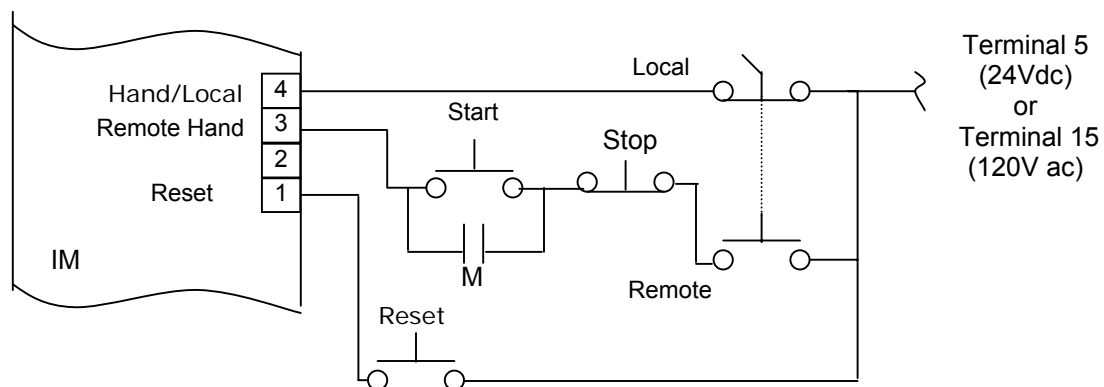 Terminal 5
(24Vdc)
or
Terminal 15
(120V ac)
Local
Hand/Local
4
Start
Remote Hand
3
Stop
2
Reset
1
IM
M
Remote
Reset